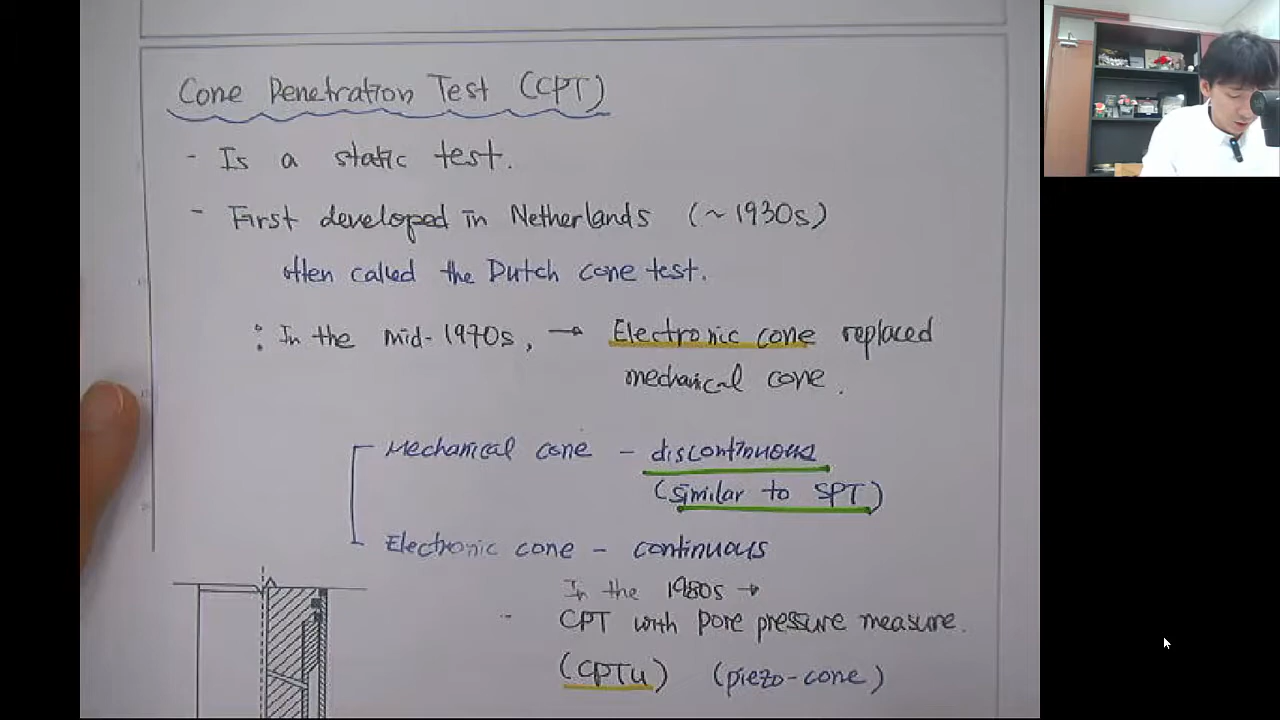 Cone Penetration Test (CPT)
- Is a static test.
- First developed in Netherlands (~1930s)
often called the Dutch cone test.
: In the mid-1970s, → Electronic cone replaced
mechanical cone.
Mechanical cone - discontinuous
(similar to SPT)
Electronic cone - continuous
In the 1980s →
CPT with pore pressure measure.
(CPTu) (piezo-cone)